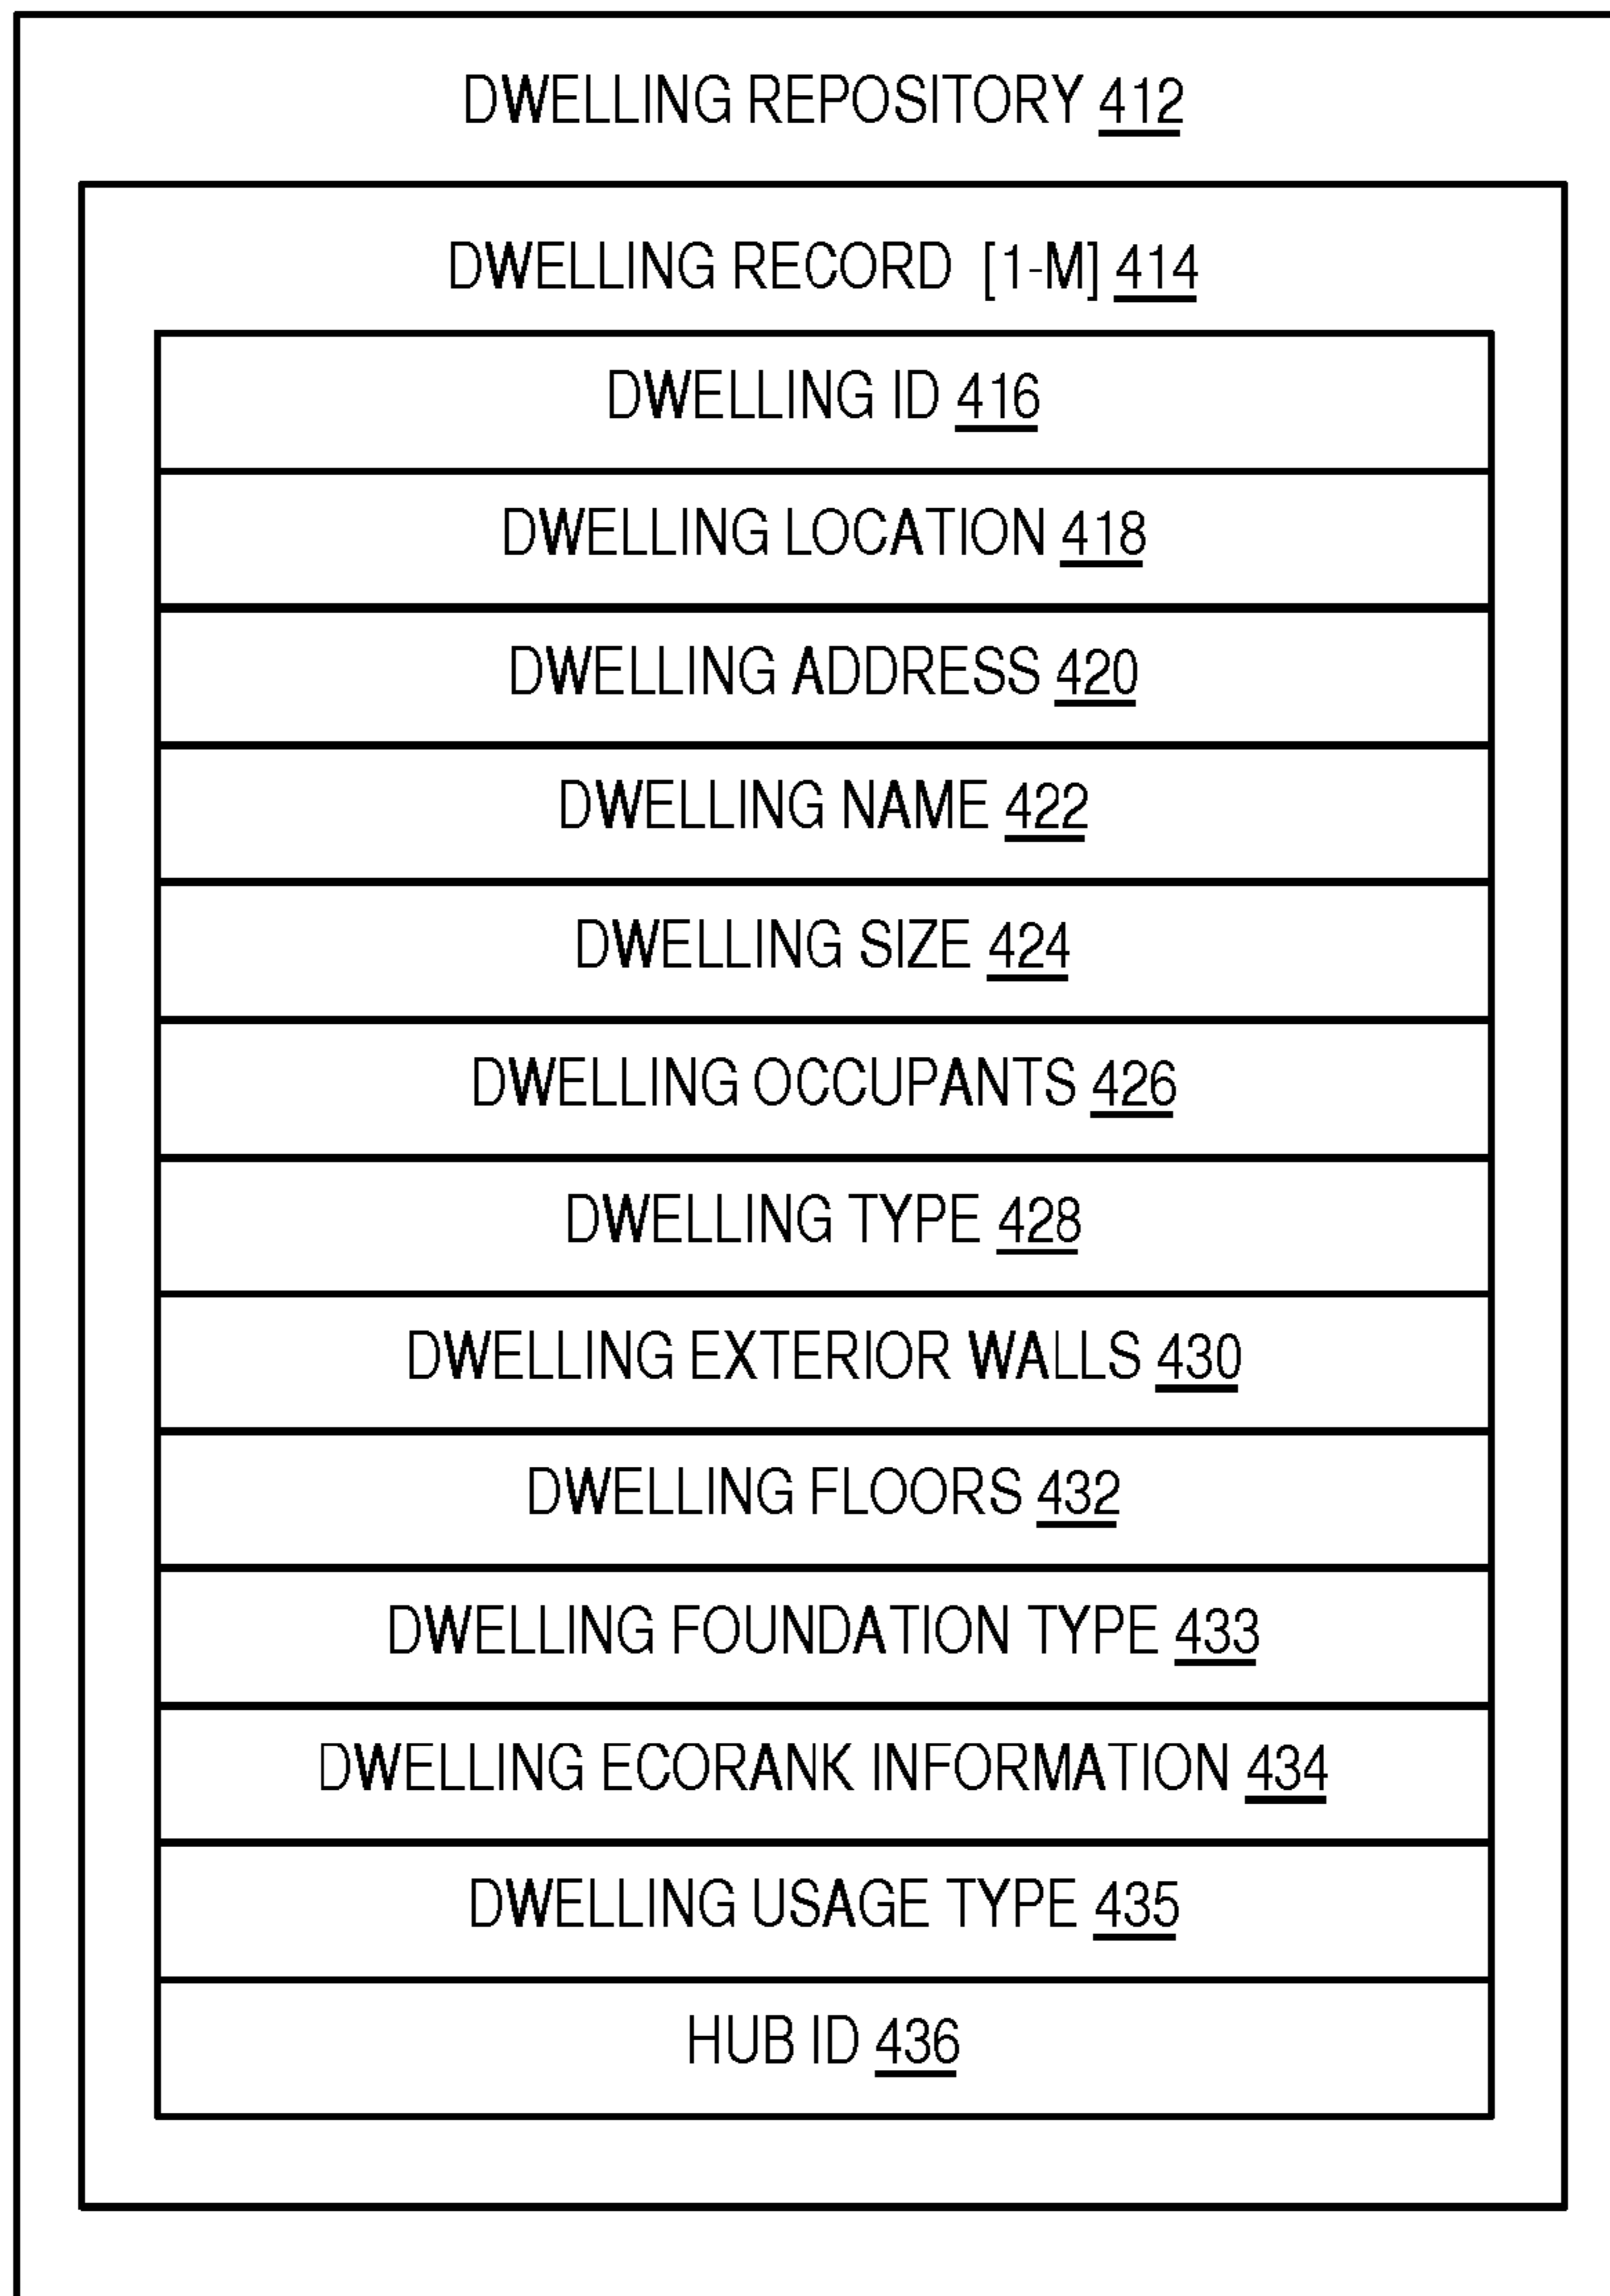 DWELLING REPOSITORY 412
DWELLING RECORD [1-M] 414
DWELLING ID 416
DWELLING LOCATION 418
DWELLING ADDRESS 420
DWELLING NAME 422
DWELLING SIZE 424
DWELLING OCCUPANTS 426
DWELLING TYPE 428
DWELLING EXTERIOR WALLS 430
DWELLING FLOORS 432
DWELLING FOUNDATION TYPE 433
DWELLING ECORANK INFORMATION 434
DWELLING USAGE TYPE 435
HUB ID 436